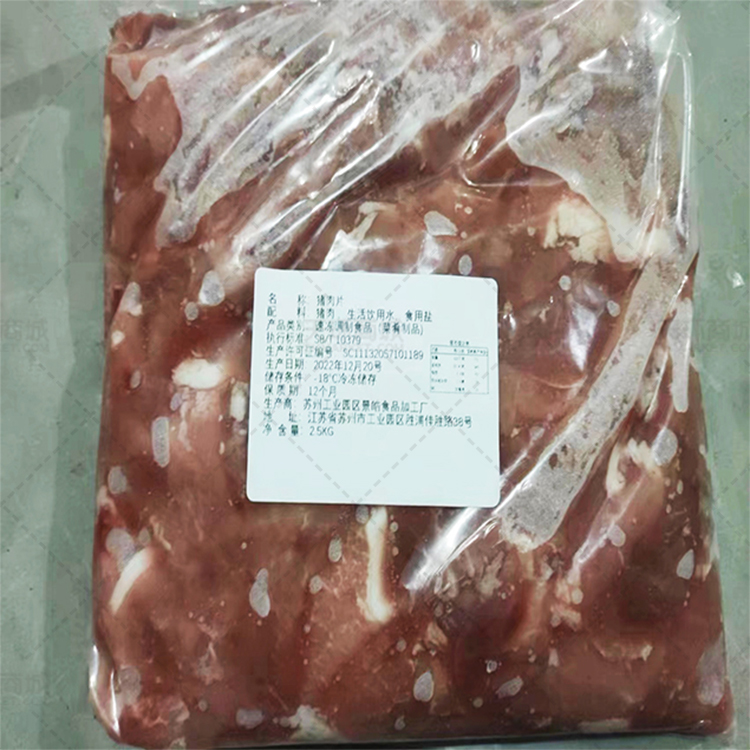 名 称：猪肉片
配 料：猪肉、生活饮用水、食用盐
产品类别：速冻调制食品（菜肴制品)
执行标准：SB/T10379
生产许可证编号：SC11132057101189
生产日期：2022年12月20号
储存条件：-18℃冷冻储存
保 质 期：12个月
生产商：苏州工业园区景皓食品加工厂
地 址：江苏省苏州市工业园区胜浦佳胜路38号
净 含 量：2.5KG